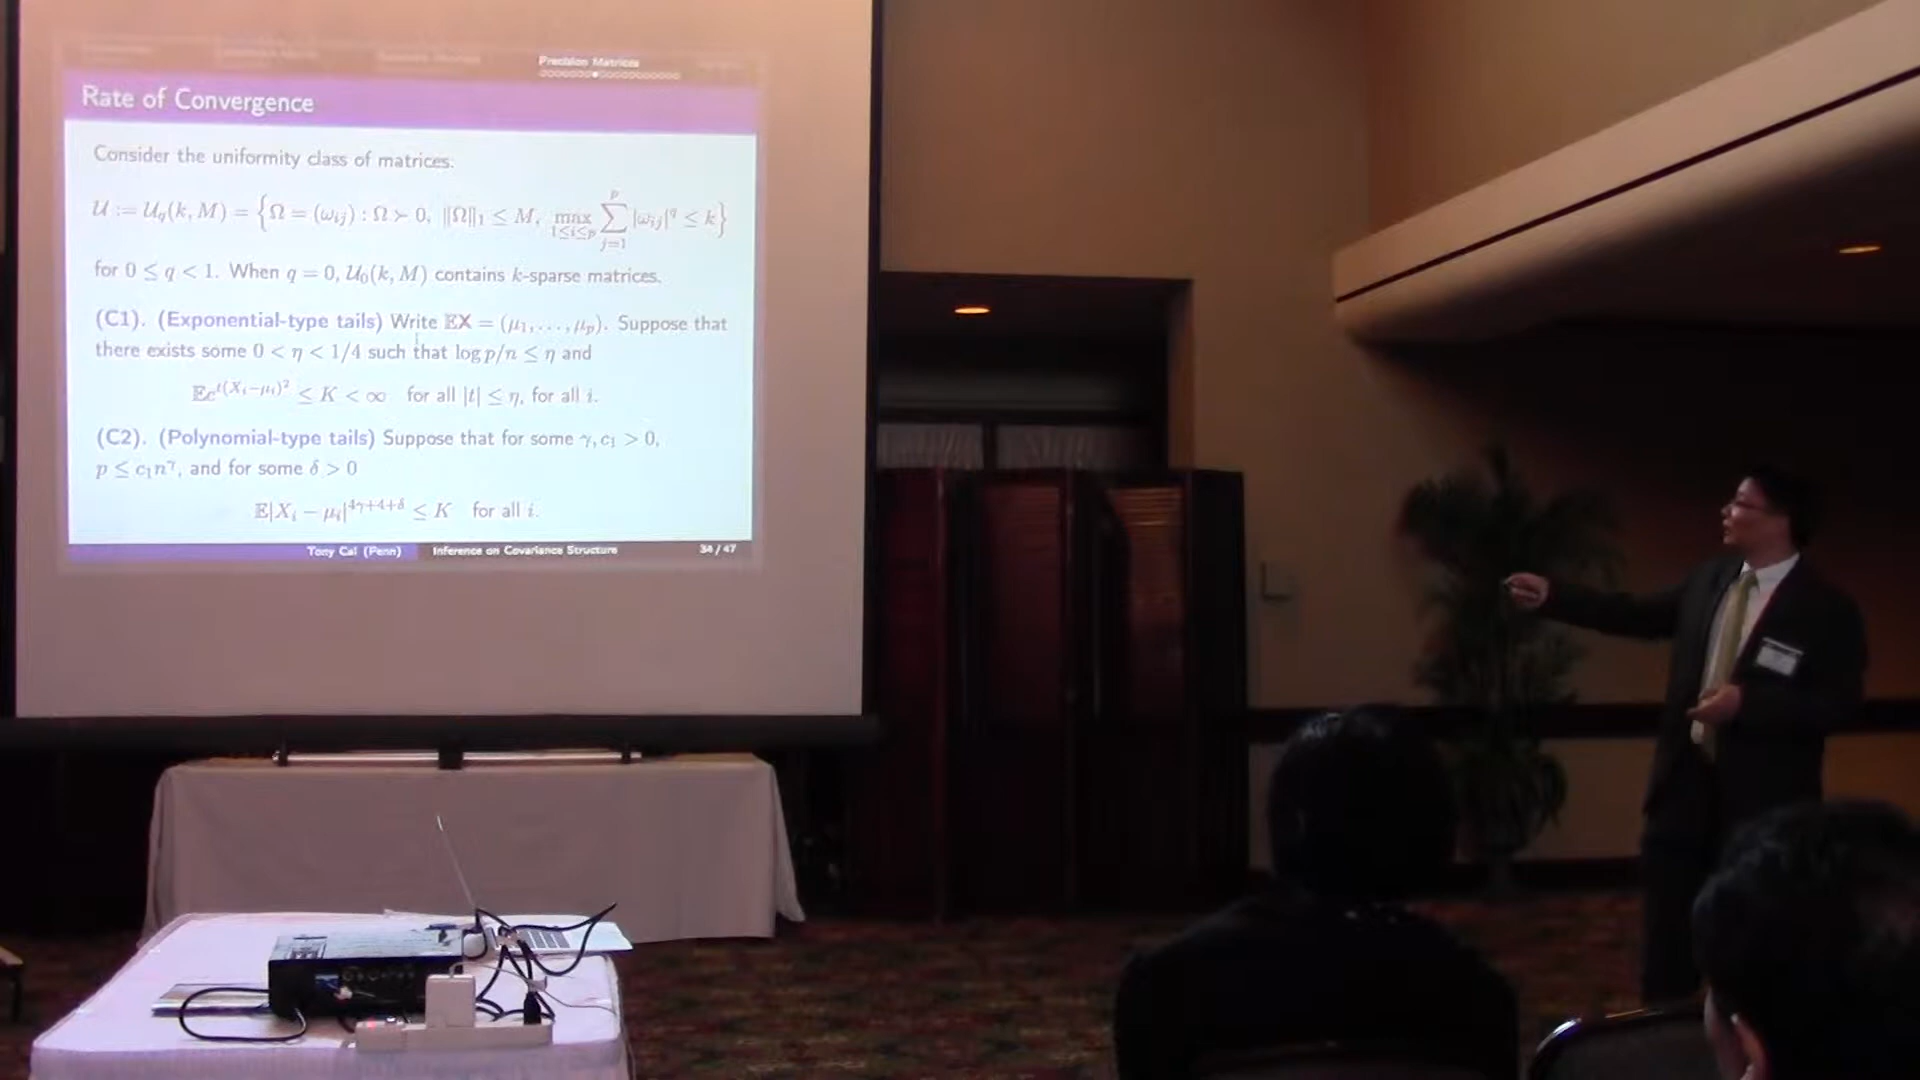 Precision Matrices
Rate of Convergence
Consider the uniformity class of matrices.
𝒰 := 𝒰_q(k, M) = {Ω = (ω_{ij}) : Ω ≻ 0, ‖Ω‖_1 ≤ M, max_{1≤i≤p} ∑_{j=1}^{p} |ω_{ij}|^q ≤ k}
for 0 ≤ q < 1. When q = 0, 𝒰_0(k, M) contains k-sparse matrices.
(C1). (Exponential-type tails) Write 𝔼X = (μ_1, . . . , μ_p). Suppose that
there exists some 0 < η < 1/4 such that log p/n ≤ η and
𝔼e^{t(X_i−μ_i)^2} ≤ K < ∞ for all |t| ≤ η, for all i.
(C2). (Polynomial-type tails) Suppose that for some γ, c_1 > 0,
p ≤ c_1n^γ, and for some δ > 0
𝔼|X_i − μ_i|^{4γ+4+δ} ≤ K for all i.
Tony Cai (Penn) Inference on Covariance Structure 34 / 47